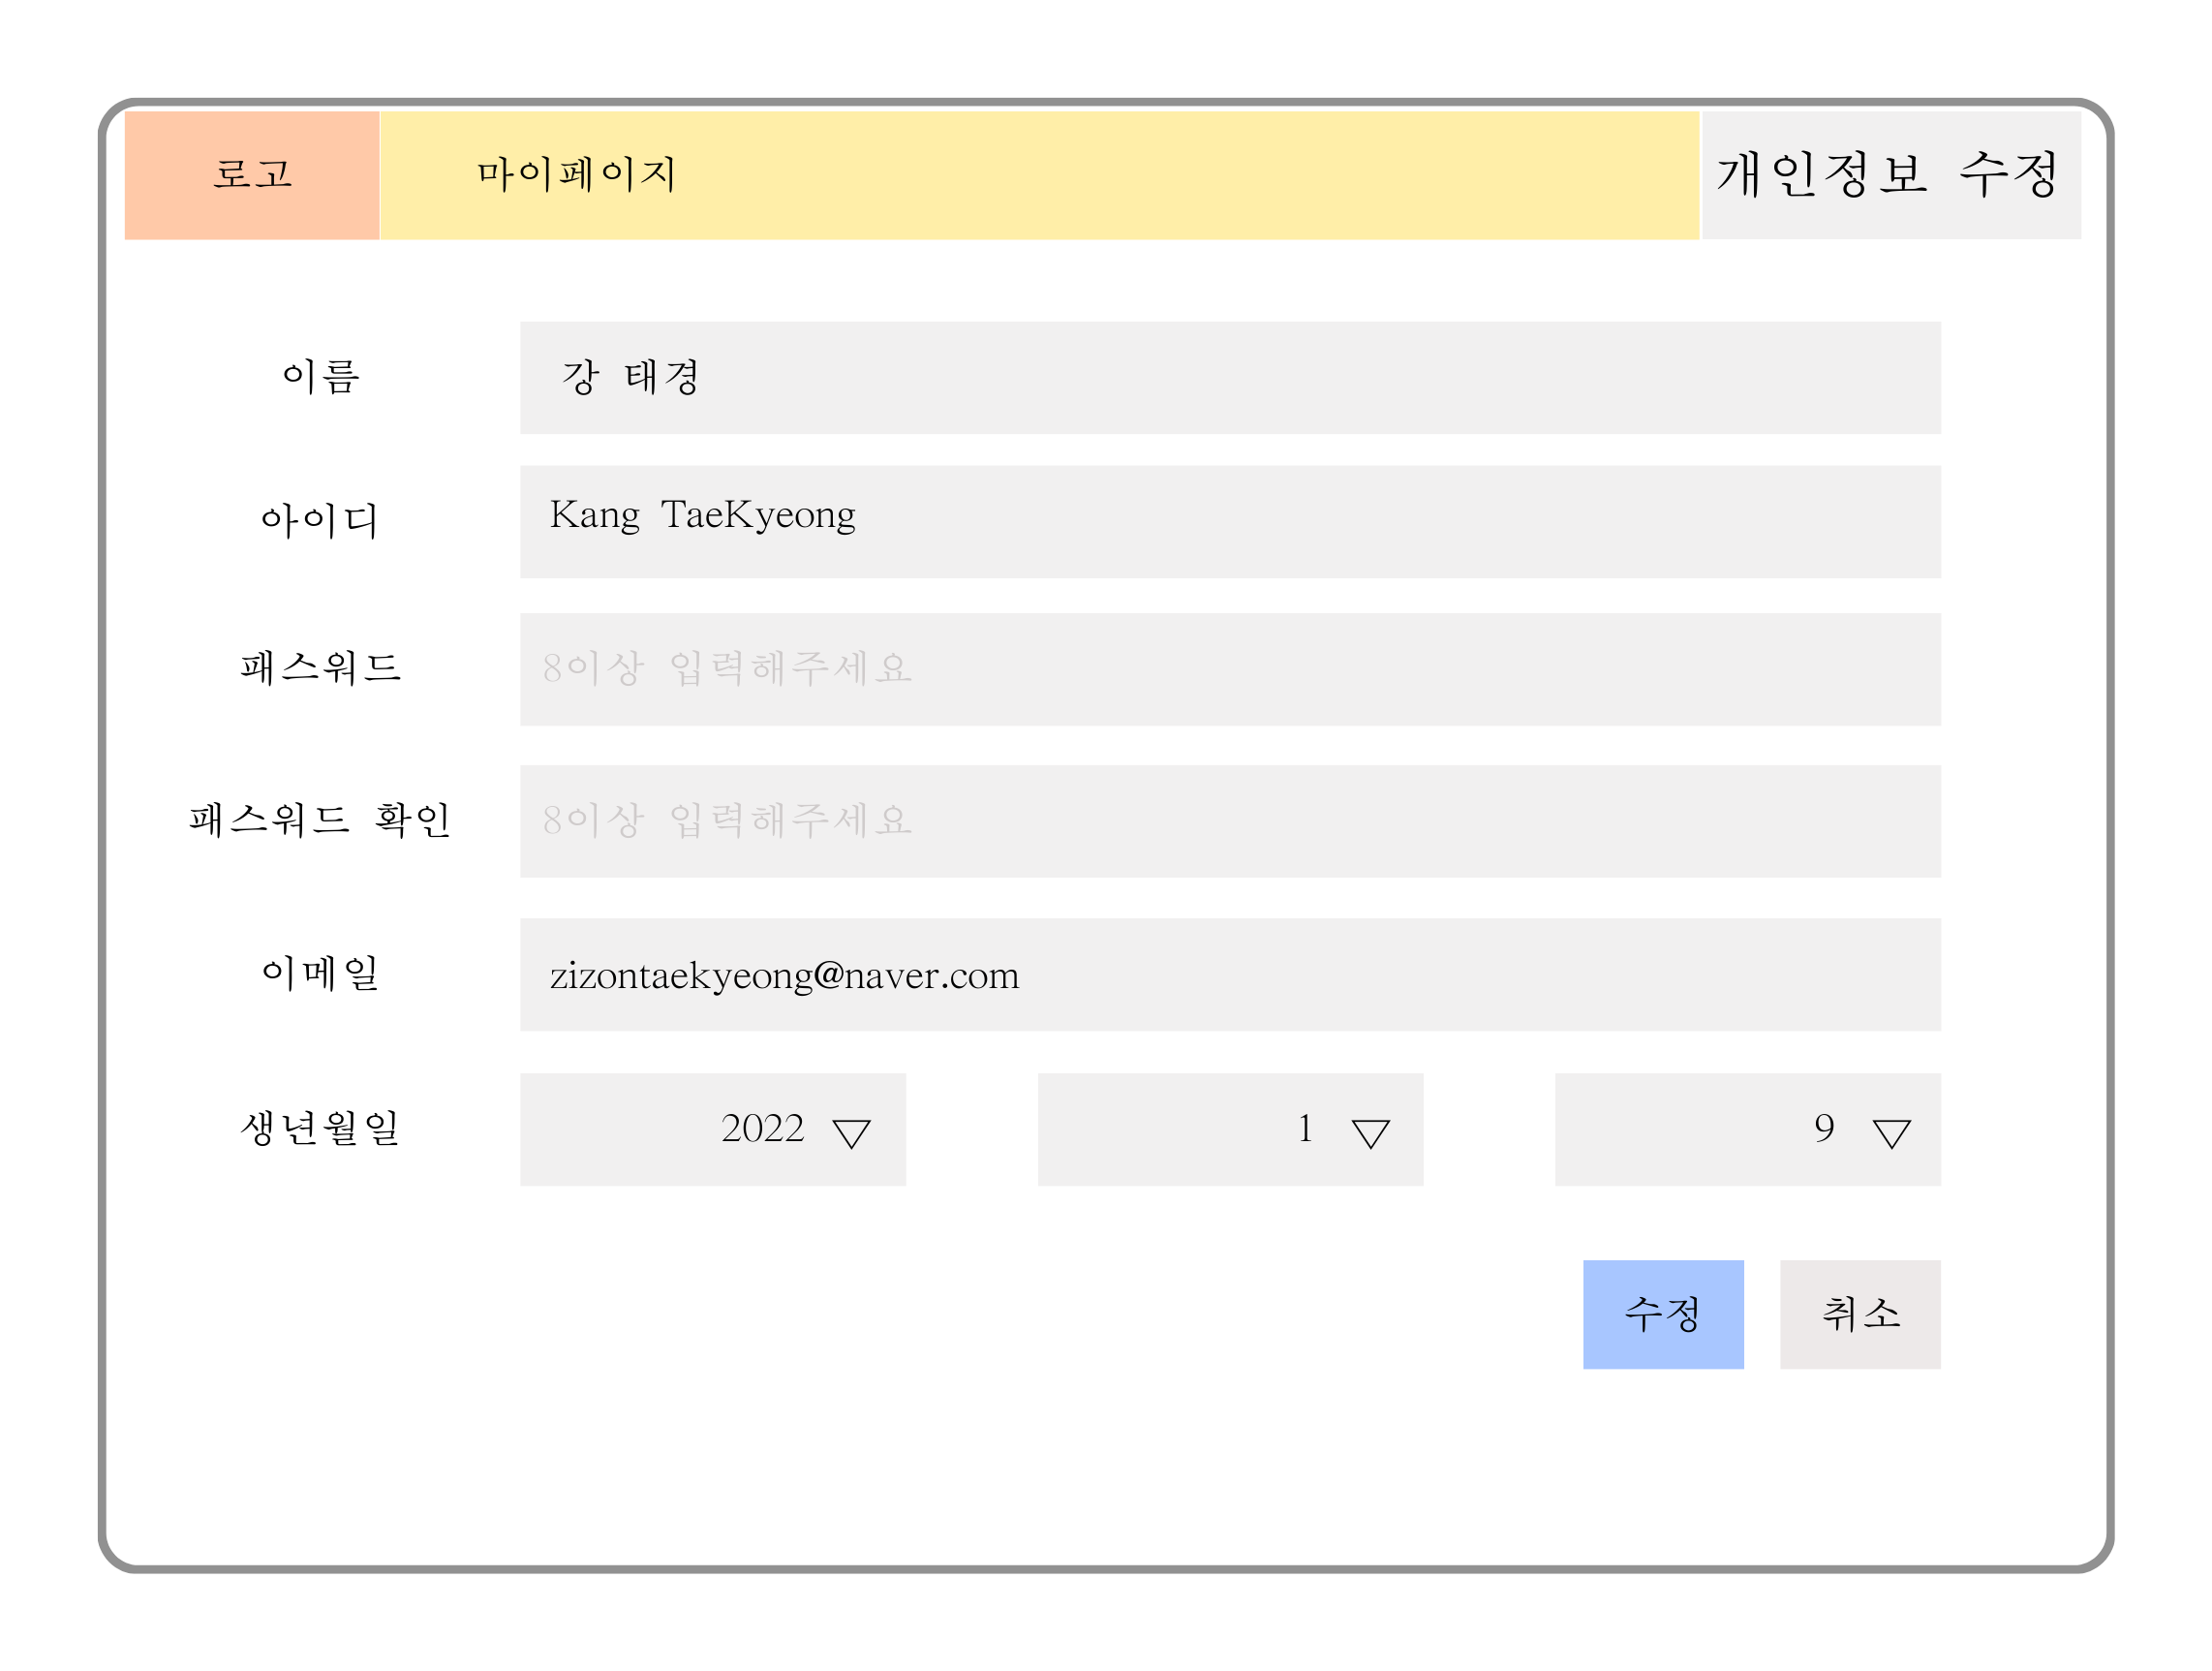 로고 마이페이지 개인정보 수정
이름 강 태경
아이디 Kang TaeKyeong
패스워드 8이상 입력해주세요
패스워드 확인 8이상 입력해주세요
이메일 zizontaekyeong@naver.com
생년월일 2022 1 9
수정 취소